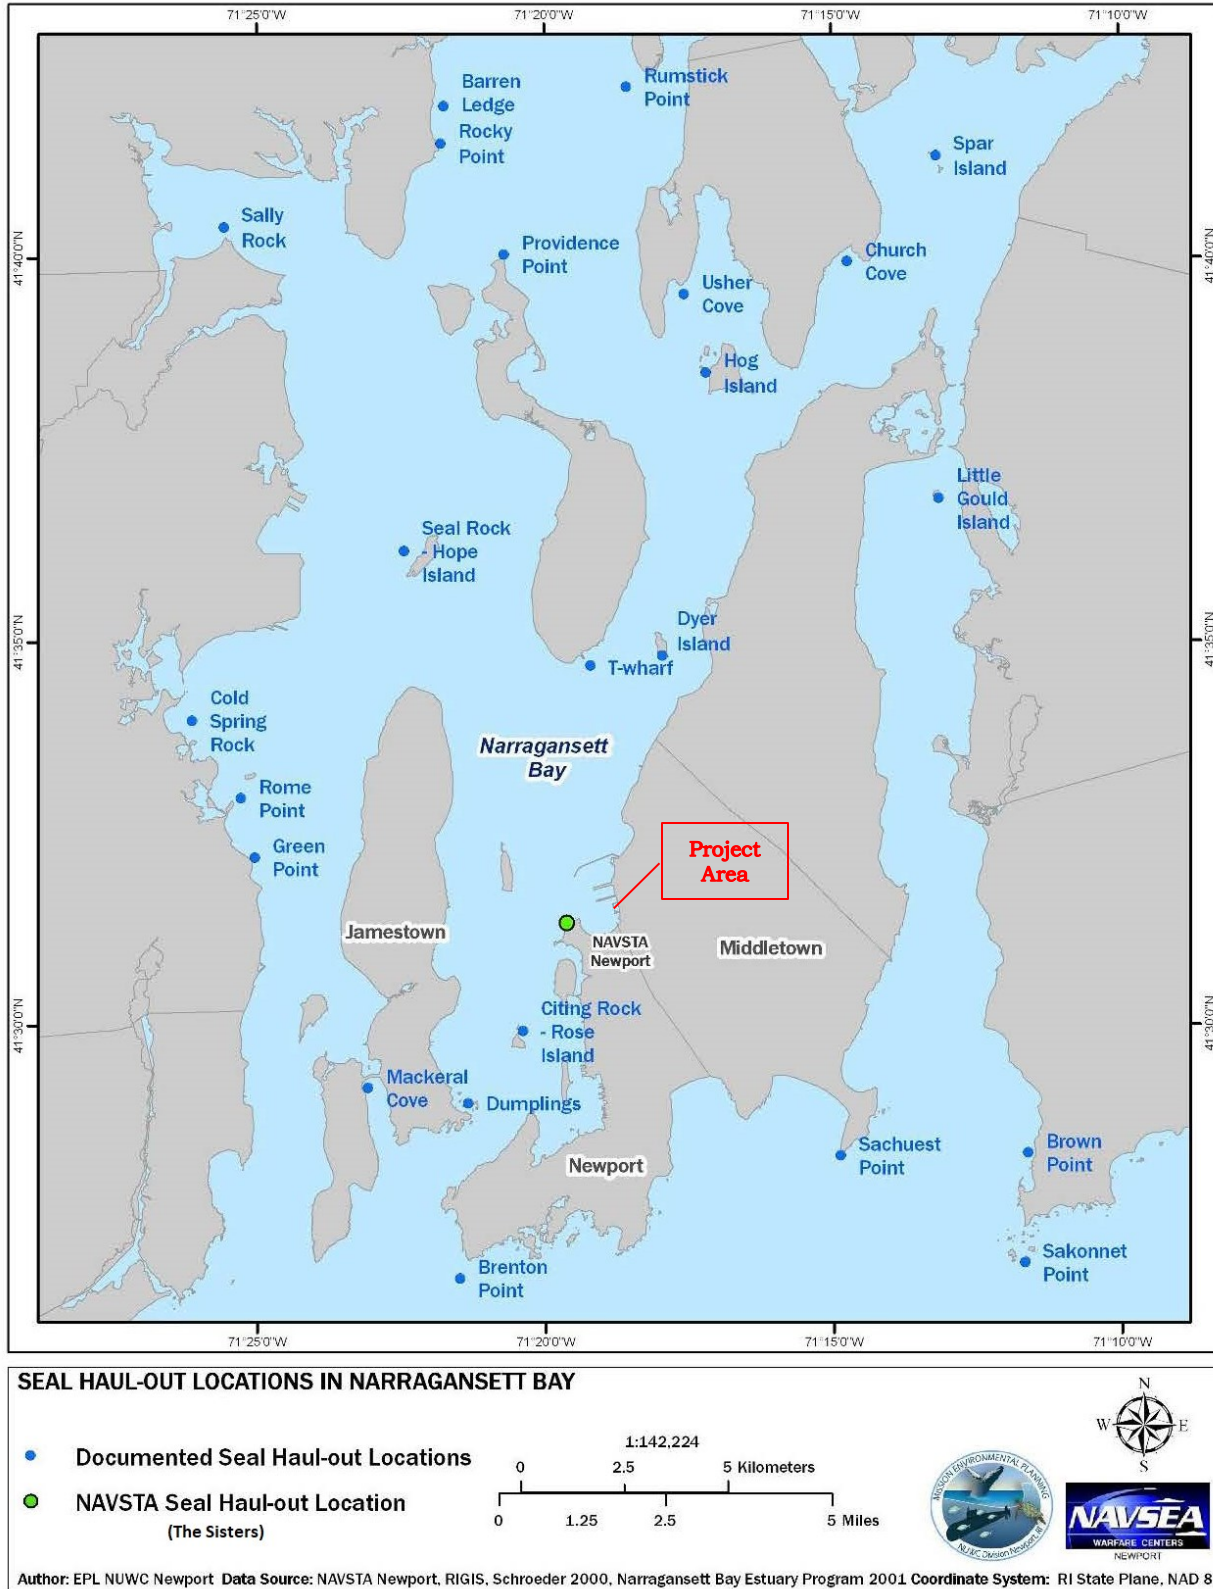 71°25'0"W
71°20'0"W
71°15'0"W
71°10'0"W
Barren
Ledge
Rocky
Point
Rumstick
Point
Spar
Island
Sally
Rock
Providence
Point
Church
Cove
Usher
Cove
41°40'0"N
41°40'0"N
Hog
Island
Little
Gould
Island
Seal Rock
- Hope
Island
Dyer
Island
T-wharf
41°35'0"N
41°35'0"N
Cold
Spring
Rock
Narragansett
Bay
Rome
Point
Green
Point
Project
Area
Jamestown
NAVSTA
Newport
Middletown
41°30'0"N
41°30'0"N
Citing Rock
- Rose
Island
Mackeral
Cove
Dumplings
Newport
Sachuest
Point
Brown
Point
Sakonnet
Point
Brenton
Point
71°25'0"W
71°20'0"W
71°15'0"W
71°10'0"W
SEAL HAUL-OUT LOCATIONS IN NARRAGANSETT BAY
Documented Seal Haul-out Locations
NAVSTA Seal Haul-out Location
(The Sisters)
1:142,224
0 2.5 5 Kilometers
0 1.25 2.5 5 Miles
N
W E
S
MISSION ENVIRONMENTAL PLANNING
NUWC Division Newport, RI
NAVSEA
WARFARE CENTERS
NEWPORT
Author: EPL NUWC Newport Data Source: NAVSTA Newport, RIGIS, Schroeder 2000, Narragansett Bay Estuary Program 2001 Coordinate System: RI State Plane, NAD 8